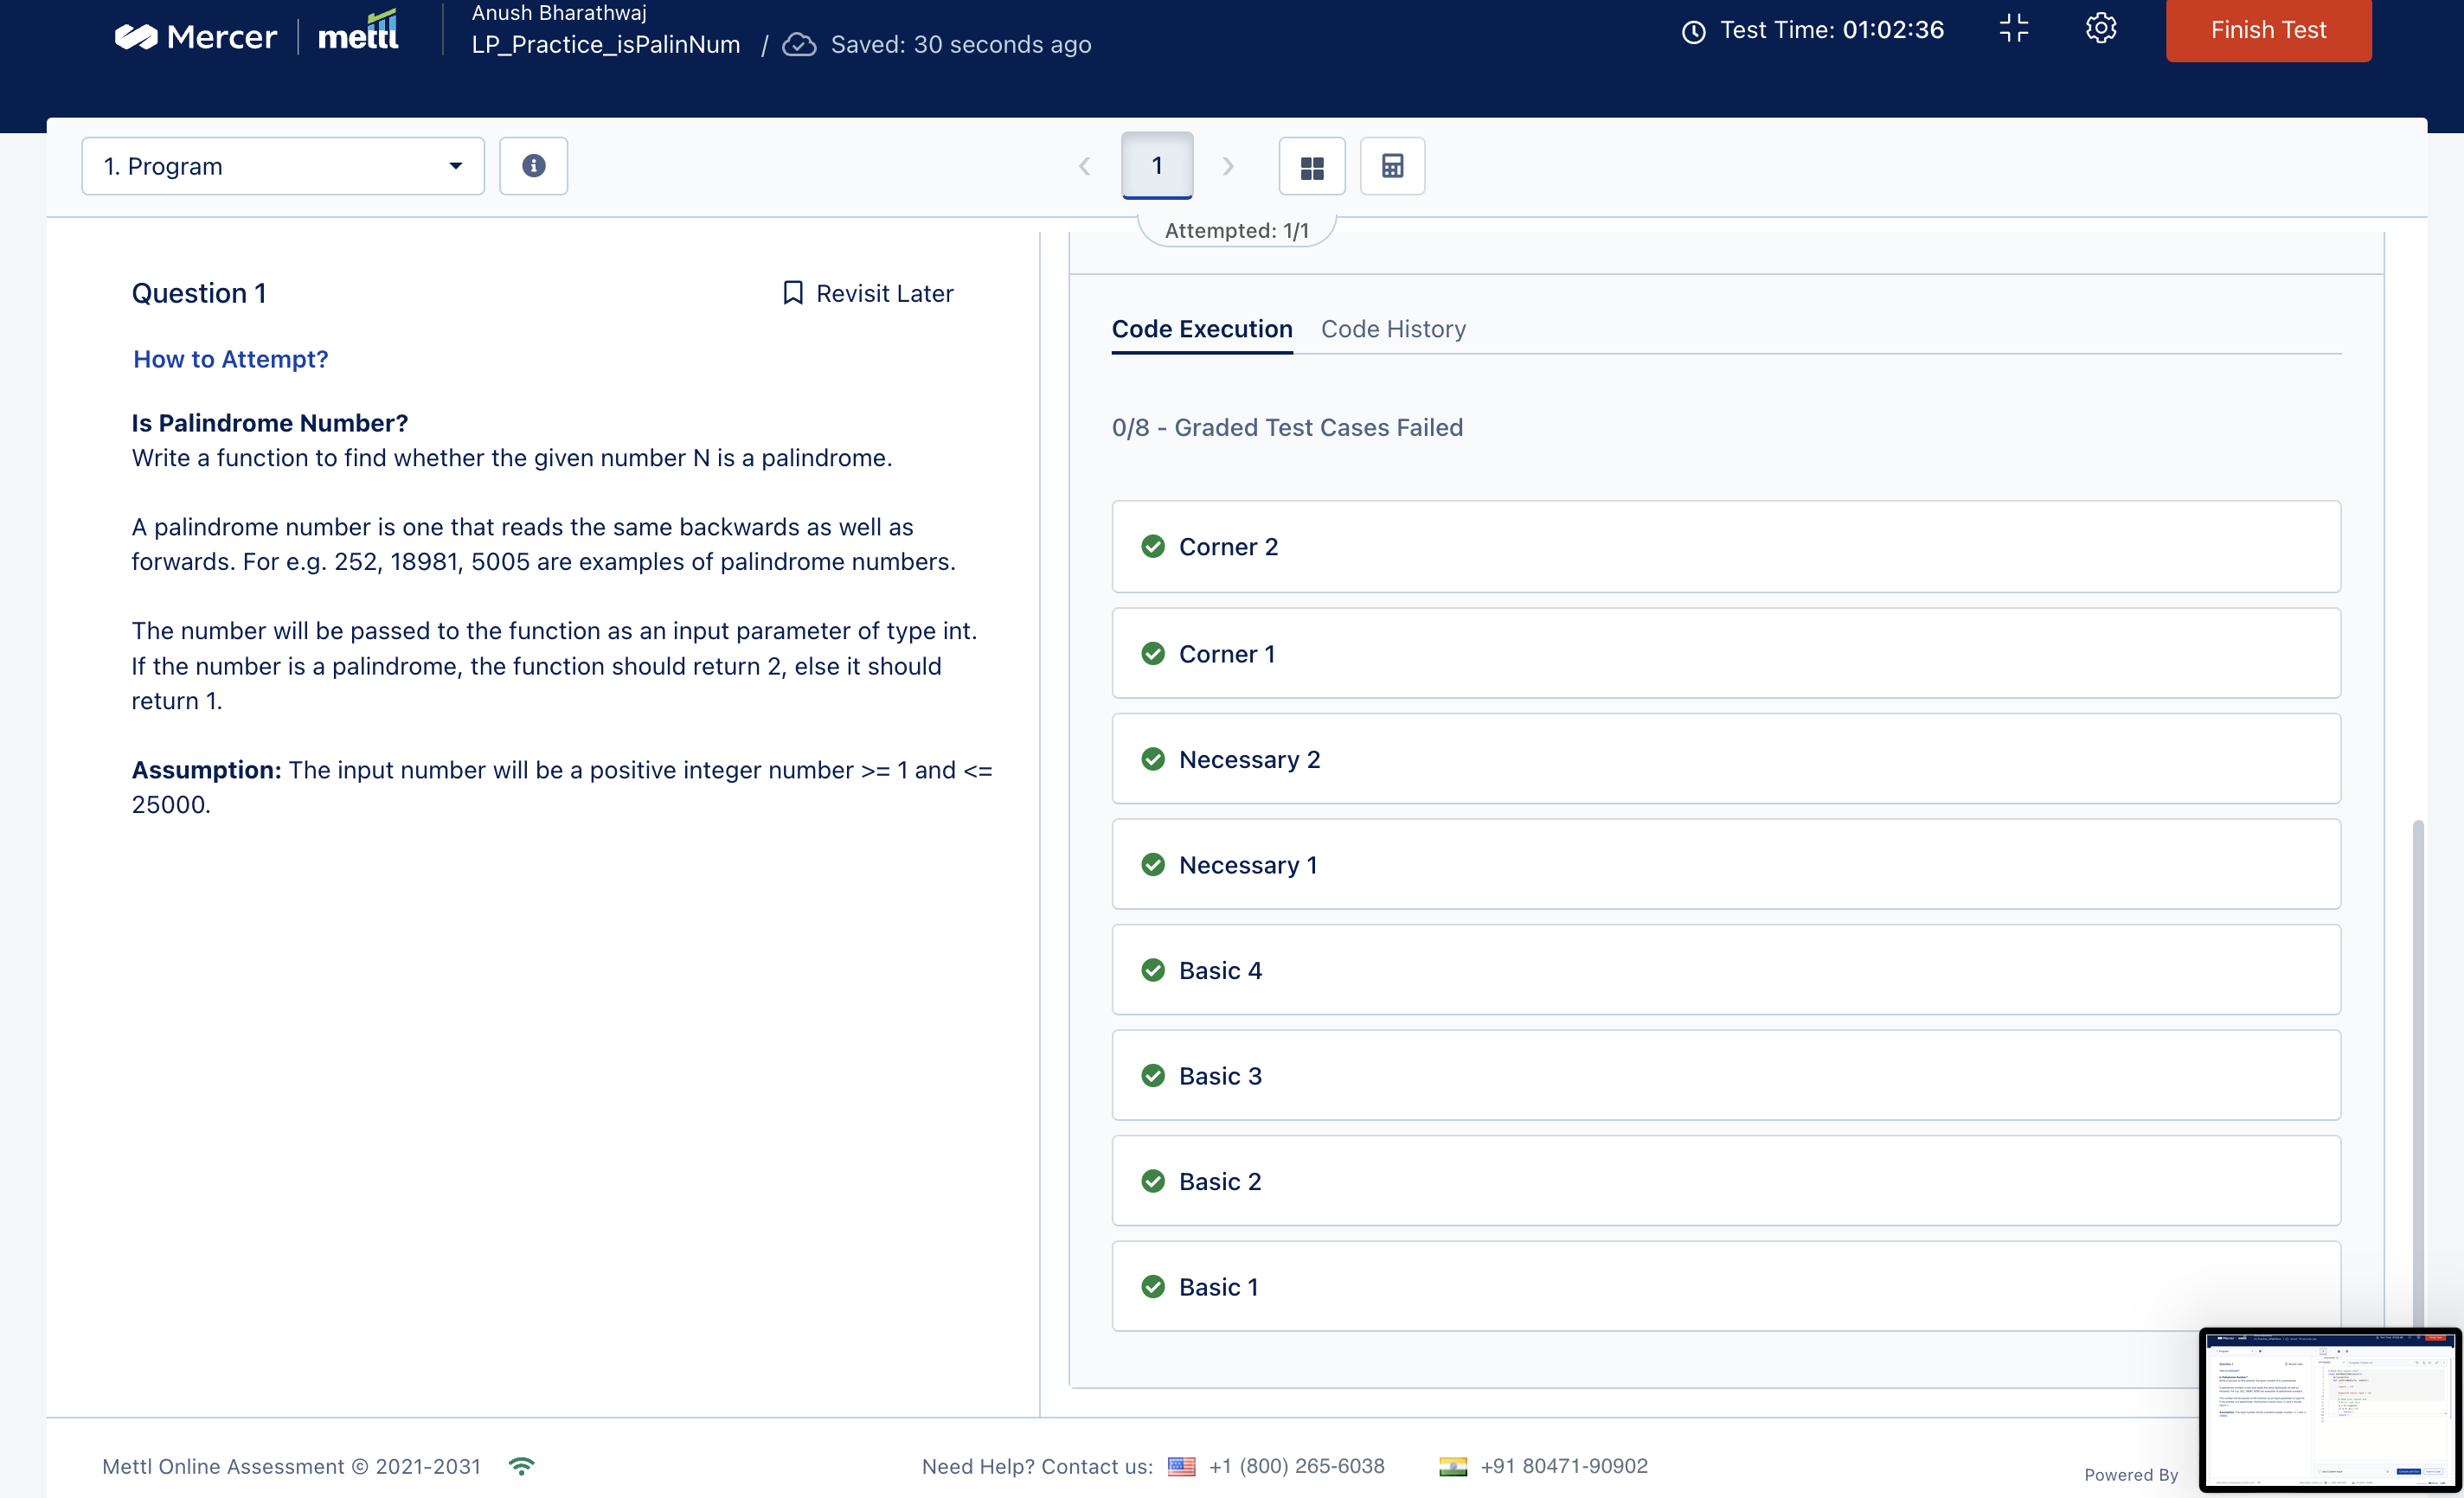 Mercer
mettl
Anush Bharathwaj
LP_Practice_isPalinNum / Saved: 30 seconds ago
Test Time: 01:02:36
Finish Test
1. Program
1
Attempted: 1/1
Question 1
Revisit Later
How to Attempt?
Is Palindrome Number?
Write a function to find whether the given number N is a palindrome.
A palindrome number is one that reads the same backwards as well as
forwards. For e.g. 252, 18981, 5005 are examples of palindrome numbers.
The number will be passed to the function as an input parameter of type int.
If the number is a palindrome, the function should return 2, else it should
return 1.
Assumption: The input number will be a positive integer number >= 1 and <=
25000.
Code Execution
Code History
0/8 - Graded Test Cases Failed
Corner 2
Corner 1
Necessary 2
Necessary 1
Basic 4
Basic 3
Basic 2
Basic 1
Mettl Online Assessment © 2021-2031
Need Help? Contact us: +1 (800) 265-6038 +91 80471-90902
Powered By